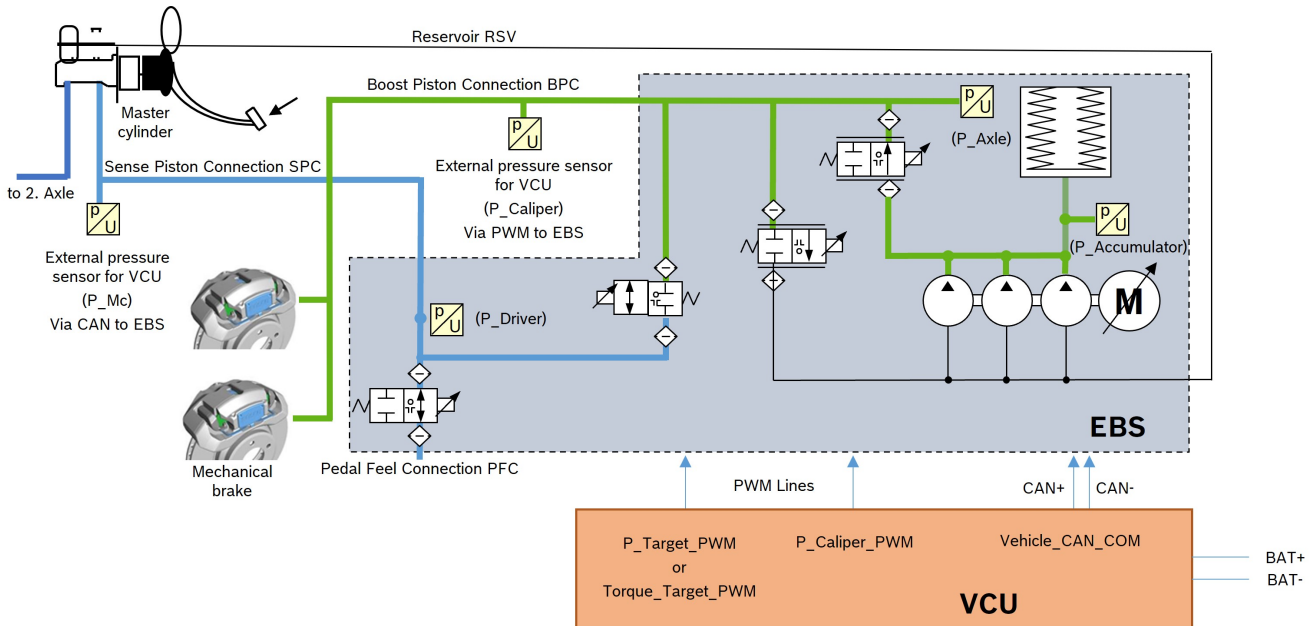 Reservoir RSV
Boost Piston Connection BPC
Master
cylinder
p
U
(P_Axle)
p
U
Sense Piston Connection SPC
External pressure sensor
for VCU
(P_Caliper)
Via PWM to EBS
to 2. Axle
p
U
p
U
(P_Accumulator)
External pressure
sensor for VCU
(P_Mc)
Via CAN to EBS
p
U
(P_Driver)
M
EBS
Mechanical
brake
Pedal Feel Connection PFC
PWM Lines
CAN+
CAN-
P_Target_PWM
or
Torque_Target_PWM
P_Caliper_PWM
Vehicle_CAN_COM
VCU
BAT+
BAT-